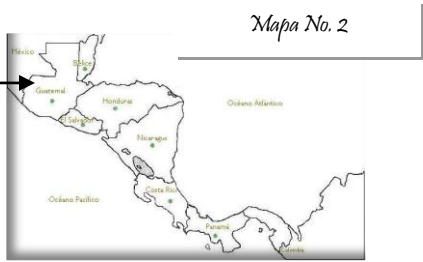 Mapa No. 2
México
Belice
Guatemal
Honduras
Océano Atlántico
El Salvador
Nicaragua
Costa Rica
Océano Pacífico
Panamá
Colombia